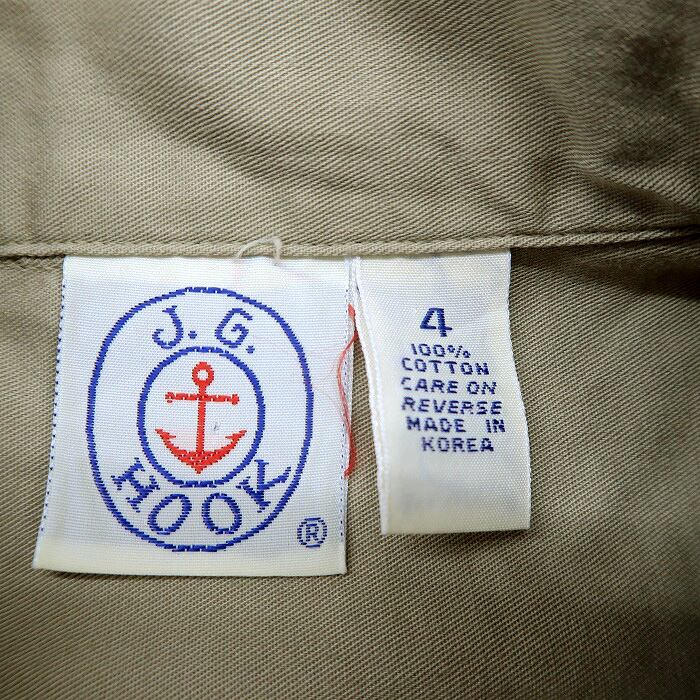 J. G.
HOOK
®
4
100%
COTTON
CARE ON
REVERSE
MADE IN
KOREA